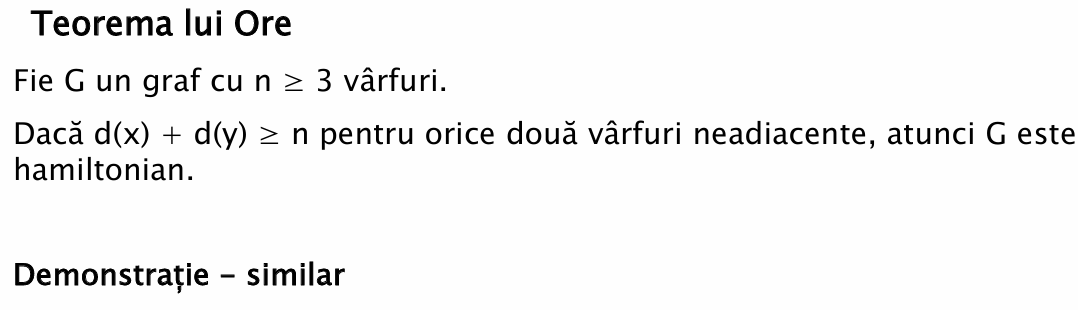 Teorema lui Ore
Fie G un graf cu n ≥ 3 vârfuri.
Dacă d(x) + d(y) ≥ n pentru orice două vârfuri neadiacente, atunci G este
hamiltonian.
Demonstrație – similar